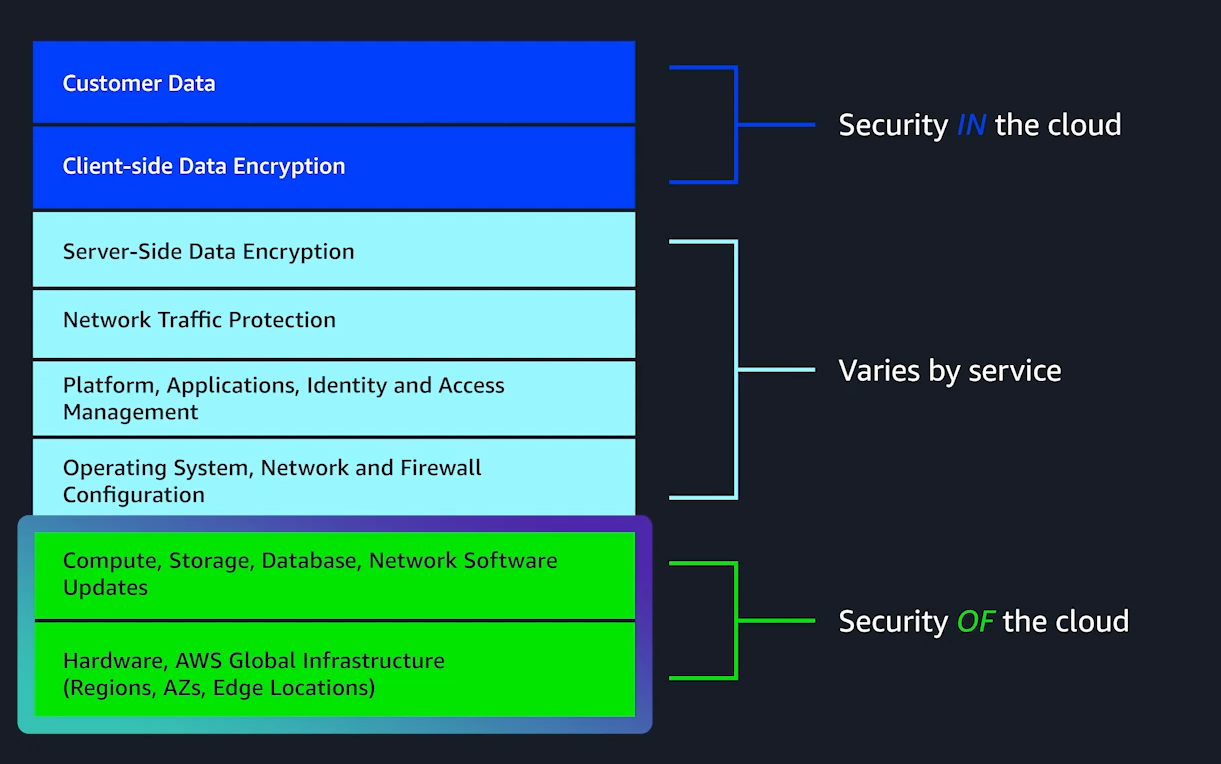 Customer Data
Client-side Data Encryption
Server-Side Data Encryption
Network Traffic Protection
Platform, Applications, Identity and Access
Management
Operating System, Network and Firewall
Configuration
Compute, Storage, Database, Network Software
Updates
Hardware, AWS Global Infrastructure
(Regions, AZs, Edge Locations)
Security IN the cloud
Varies by service
Security OF the cloud